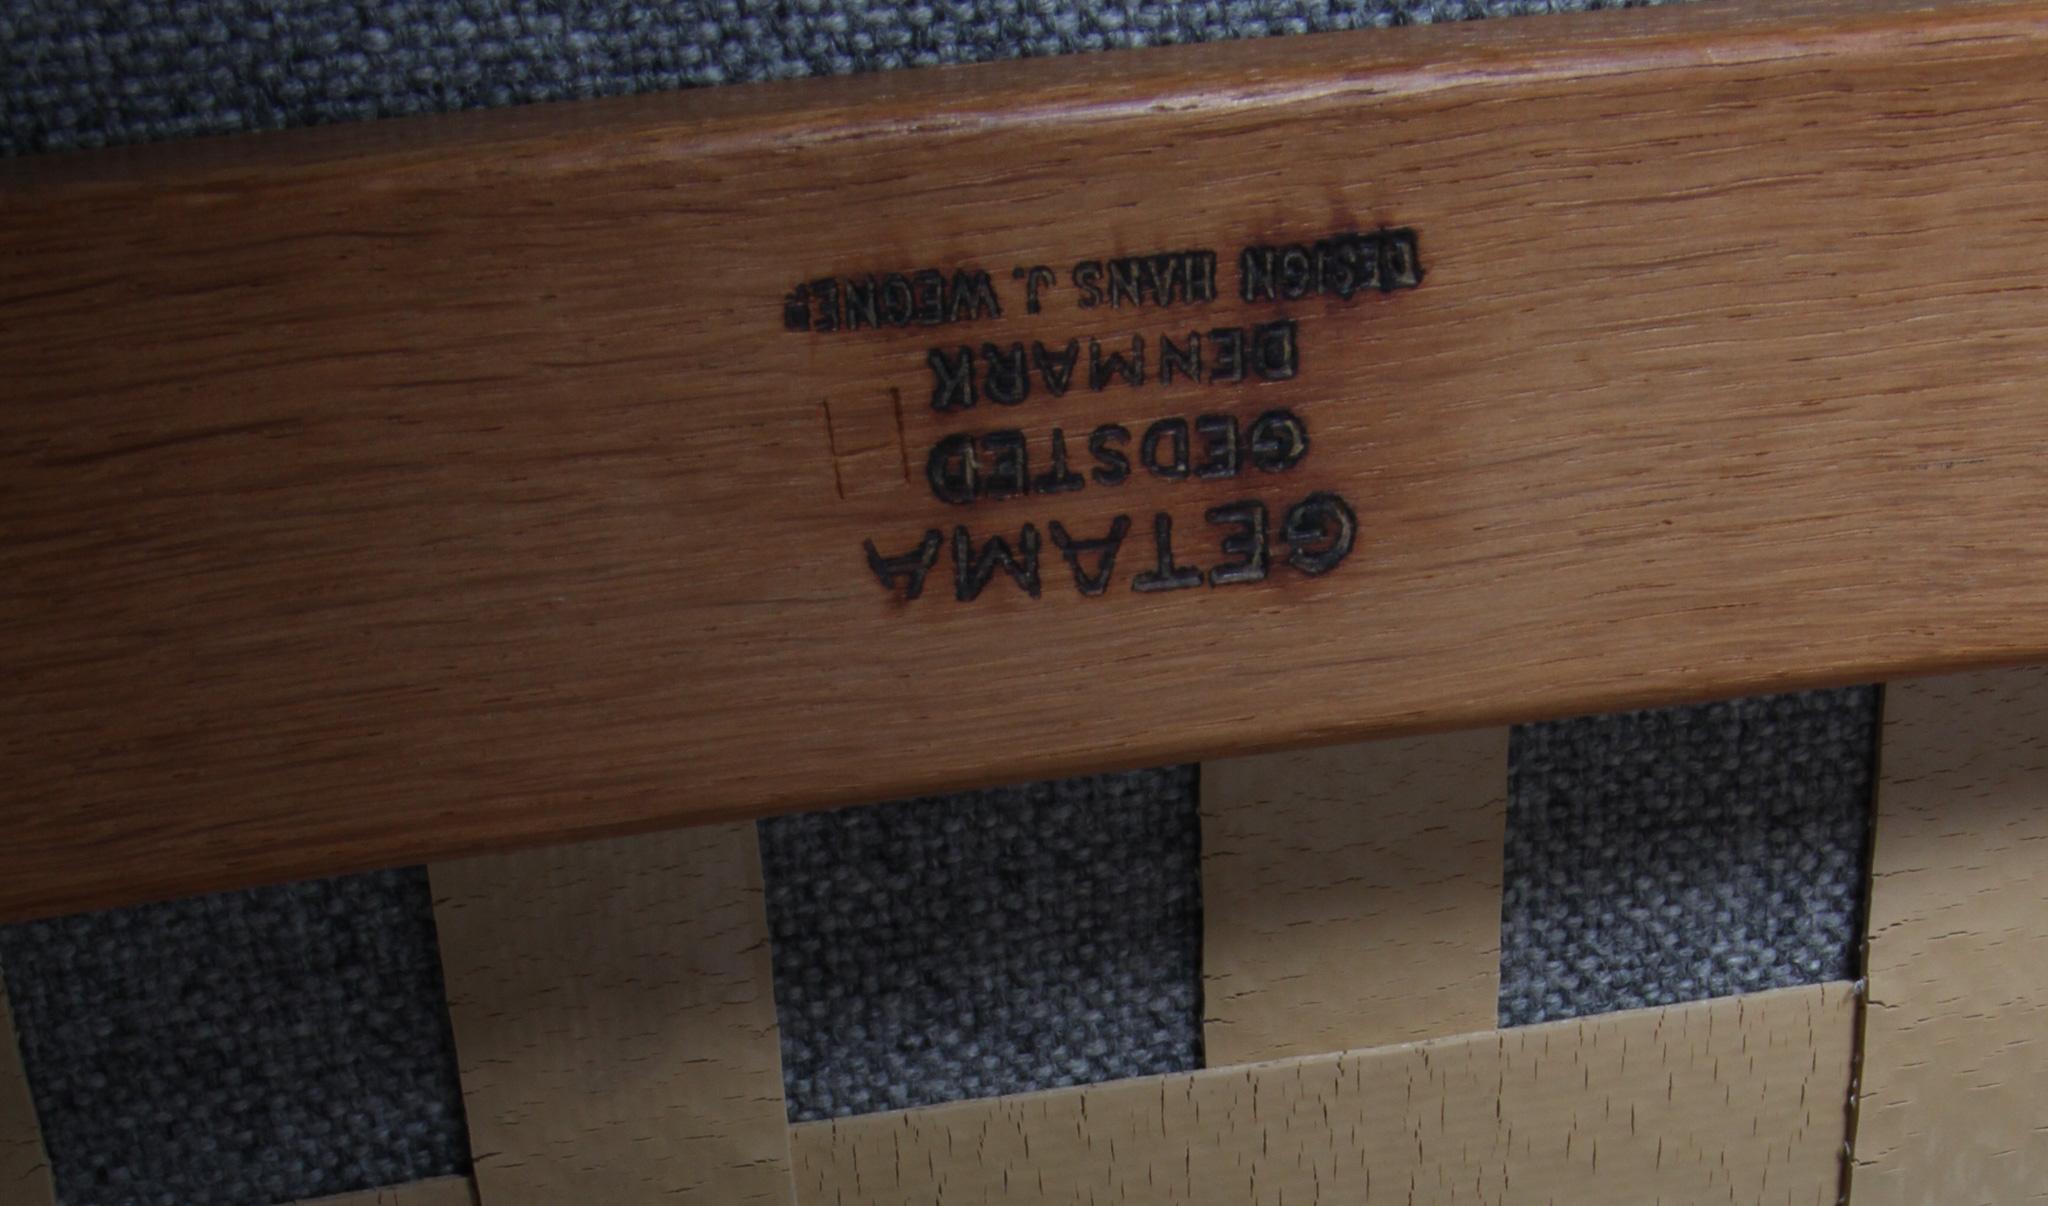 GETAMA
GEDSTED
DENMARK
DESIGN HANS J. WEGNER